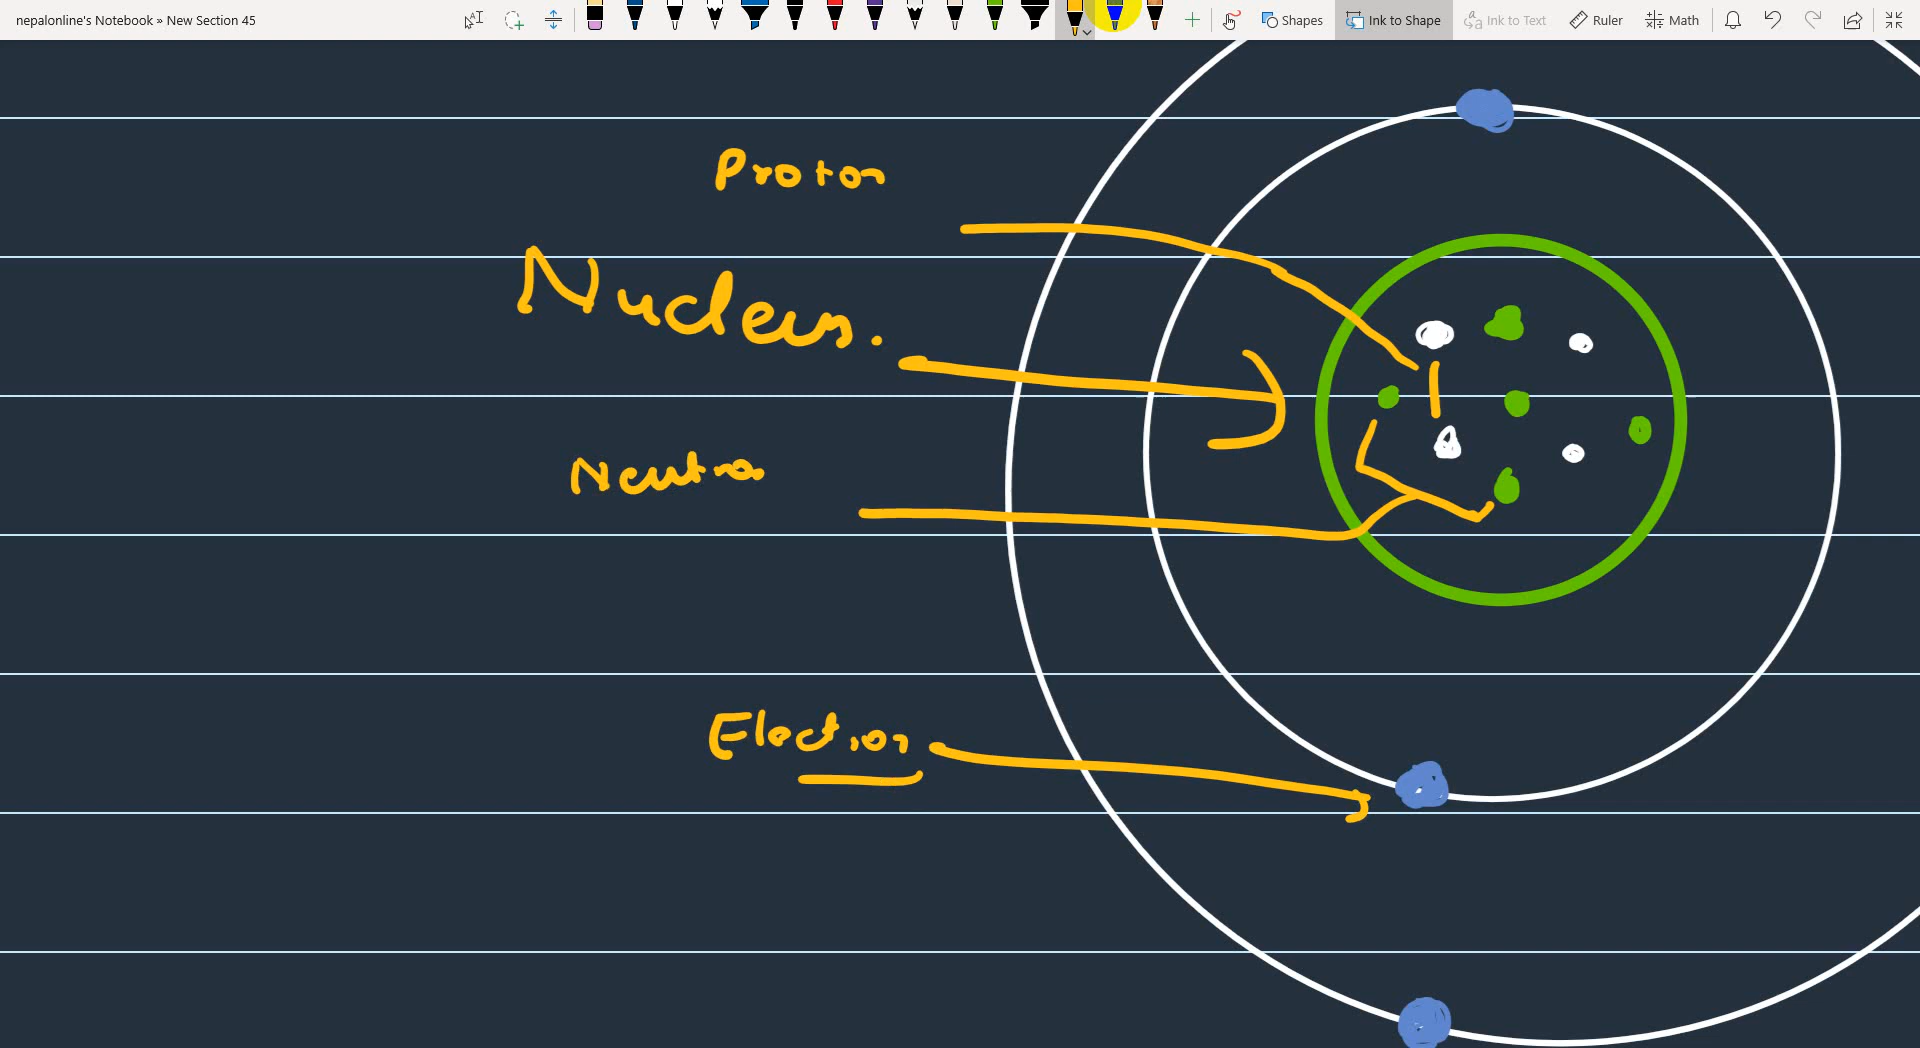 nepalonline's Notebook » New Section 45
Shapes
Ink to Shape
Ink to Text
Ruler
Math
Proton
Nucleus.
Neutron
Electron